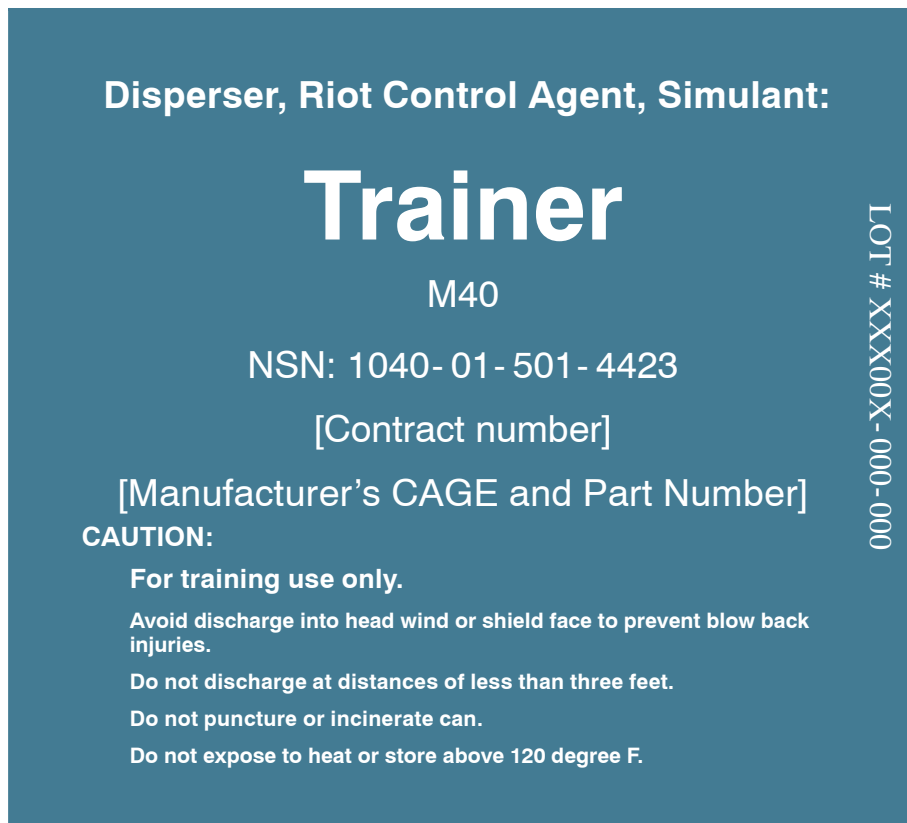 Disperser, Riot Control Agent, Simulant:
Trainer
M40
NSN: 1040-01-501-4423
[Contract number]
[Manufacturer’s CAGE and Part Number]
CAUTION:
For training use only.
Avoid discharge into head wind or shield face to prevent blow back
injuries.
Do not discharge at distances of less than three feet.
Do not puncture or incinerate can.
Do not expose to heat or store above 120 degree F.
LOT # XXX00X-000-000